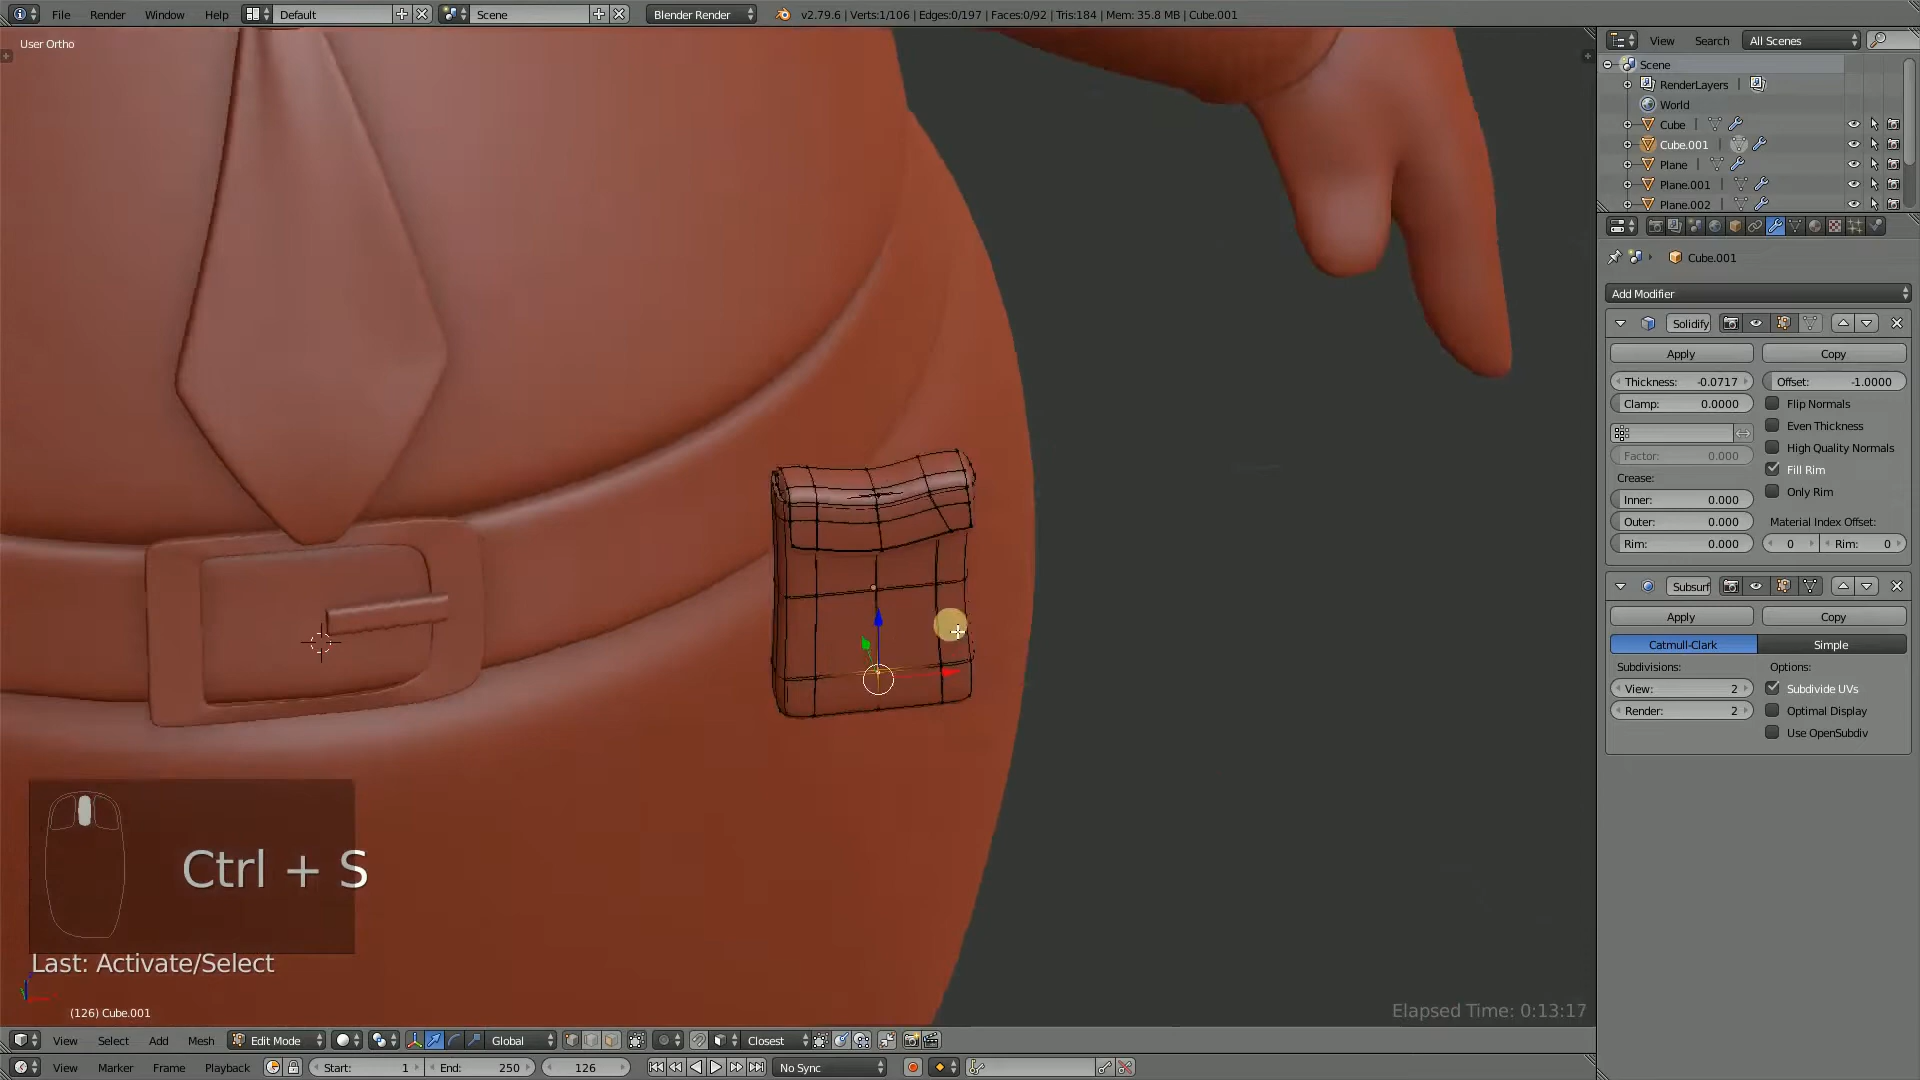 File Render Window Help Default Scene Blender Render v2.79.6 | Verts:1/106 | Edges:0/197 | Faces:0/92 | Tris:184 | Mem: 35.8 MB | Cube.001
User Ortho
View Search All Scenes
Scene
RenderLayers
World
Cube
Cube.001
Plane
Plane.001
Plane.002
Cube.001
Add Modifier
Solidify
Apply Copy
Thickness: -0.0717 Offset: -1.0000
Clamp: 0.0000 Flip Normals
Even Thickness
High Quality Normals
Factor: 0.000 Fill Rim
Crease: Only Rim
Inner: 0.000
Outer: 0.000 Material Index Offset:
Rim: 0.000 0 Rim: 0
Subsurf
Apply Copy
Catmull-Clark Simple
Subdivisions: Options:
View: 2 Subdivide UVs
Render: 2 Optimal Display
Use OpenSubdiv
Ctrl + S
Last: Activate/Select
(126) Cube.001
Elapsed Time: 0:13:17
View Select Add Mesh Edit Mode Global Closest
View Marker Frame Playback Start: 1 End: 250 126 No Sync